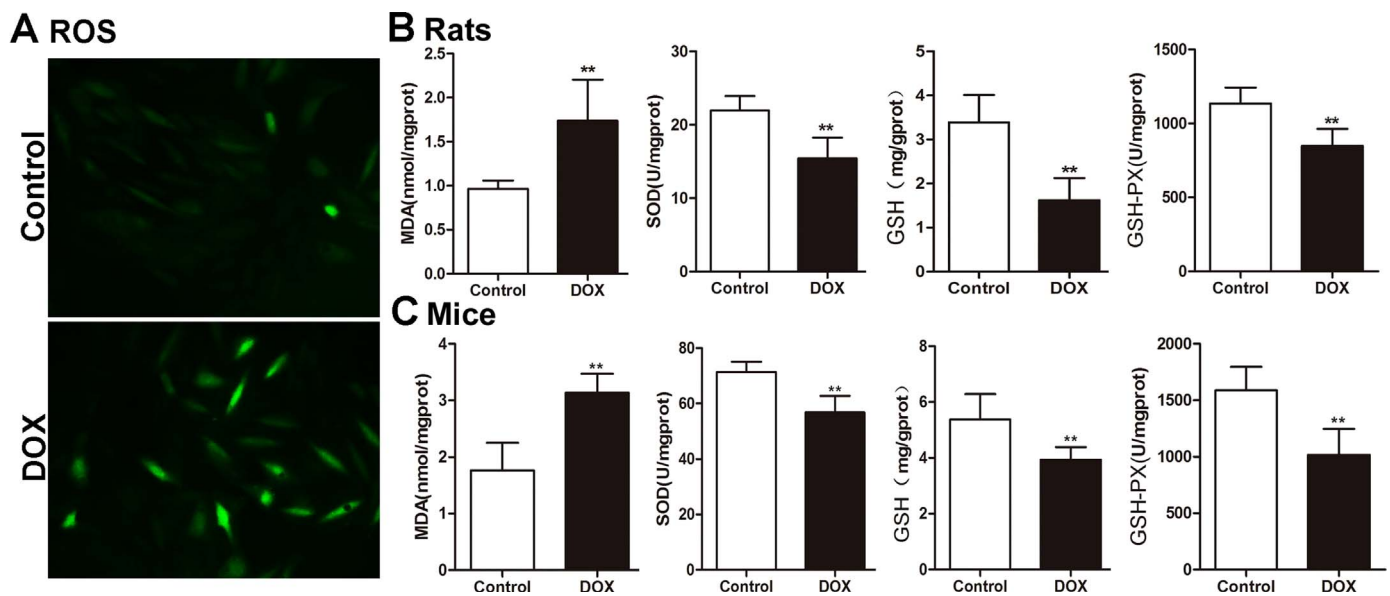 A ROS
Control
DOX
B Rats
MDA(nmol/mgprot)
2.5
2.0
1.5
1.0
0.5
0.0
**
Control DOX
SOD(U/mgprot)
30
20
10
0
**
Control DOX
GSH（mg/gprot）
5
4
3
2
1
0
**
Control DOX
GSH-PX(U/mgprot)
1500
1000
500
0
**
Control DOX
C Mice
MDA(nmol/mgprot)
4
3
2
1
0
**
Control DOX
SOD(U/mgprot)
80
60
40
20
0
**
Control DOX
GSH（mg/gprot）
8
6
4
2
0
**
Control DOX
GSH-PX(U/mgprot)
2000
1500
1000
500
0
**
Control DOX